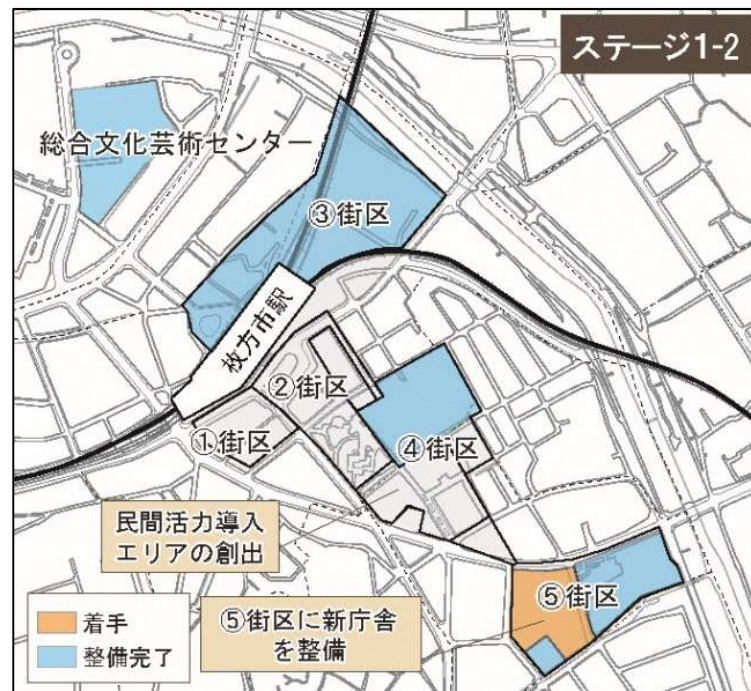 ステージ1-2
総合文化芸術センター
③街区
枚方市駅
②街区
①街区
④街区
民間活力導入
エリアの創出
⑤街区
⑤街区に新庁舎
を整備
着手
整備完了